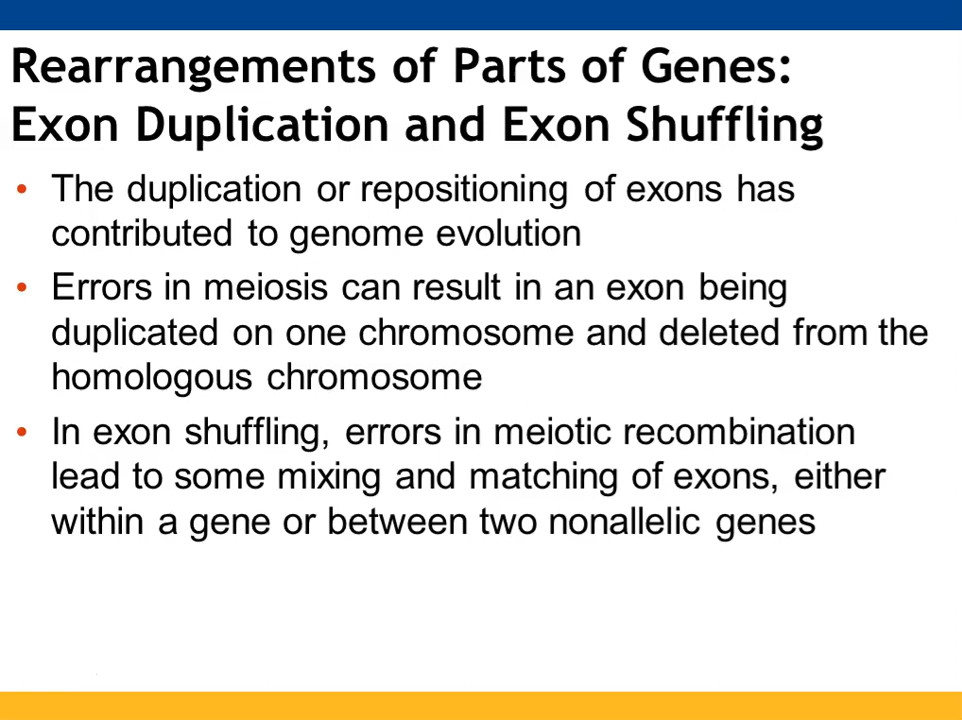 Rearrangements of Parts of Genes:
Exon Duplication and Exon Shuffling
• The duplication or repositioning of exons has
contributed to genome evolution
• Errors in meiosis can result in an exon being
duplicated on one chromosome and deleted from the
homologous chromosome
• In exon shuffling, errors in meiotic recombination
lead to some mixing and matching of exons, either
within a gene or between two nonallelic genes